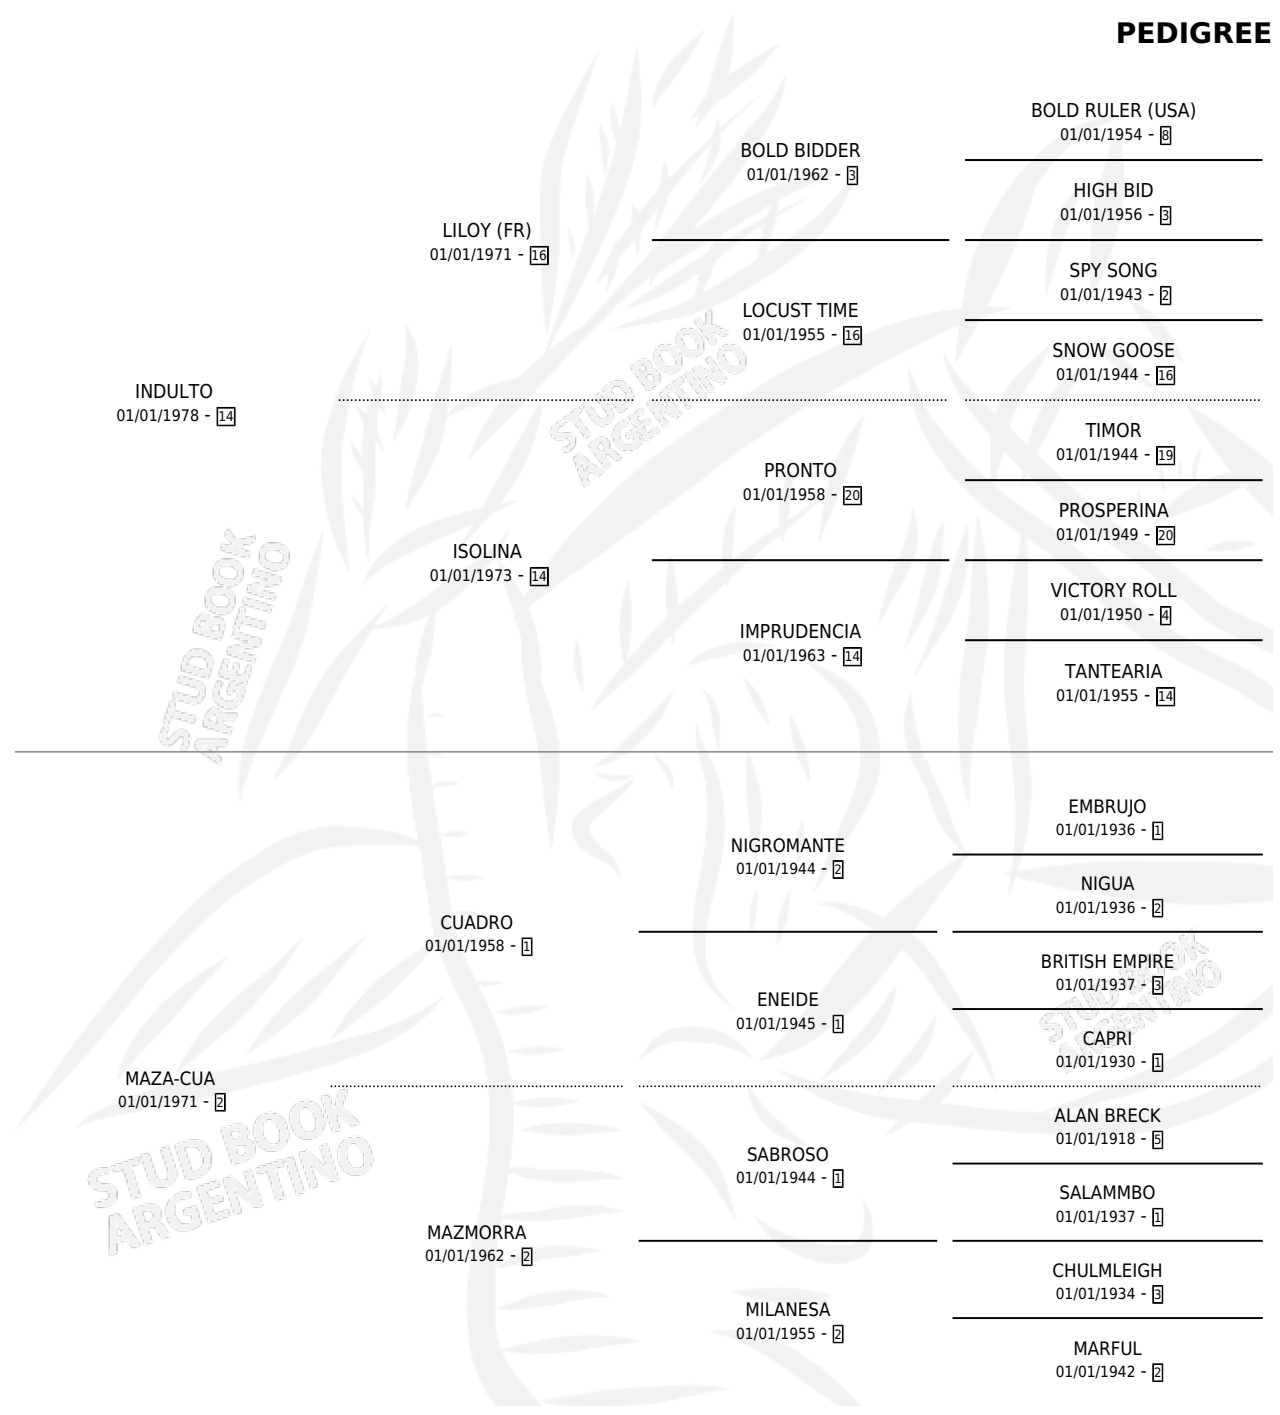 PEDIGREE
BOLD RULER (USA)
01/01/1954 - 8
BOLD BIDDER
01/01/1962 - 3
HIGH BID
01/01/1956 - 3
LILOY (FR)
01/01/1971 - 16
SPY SONG
01/01/1943 - 2
LOCUST TIME
01/01/1955 - 16
SNOW GOOSE
01/01/1944 - 16
INDULTO
01/01/1978 - 14
STUD BOOK
ARGENTINO
TIMOR
01/01/1944 - 19
PRONTO
01/01/1958 - 20
PROSPERINA
01/01/1949 - 20
ISOLINA
01/01/1973 - 14
VICTORY ROLL
01/01/1950 - 4
IMPRUDENCIA
01/01/1963 - 14
TANTEARIA
01/01/1955 - 14
STUD BOOK
ARGENTINO
EMBRUJO
01/01/1936 - 1
NIGROMANTE
01/01/1944 - 2
NIGUA
01/01/1936 - 2
CUADRO
01/01/1958 - 1
BRITISH EMPIRE
01/01/1937 - 3
ENEIDE
01/01/1945 - 1
STUD BOOK
ARGENTINO
CAPRI
01/01/1930 - 1
MAZA-CUA
01/01/1971 - 2
ALAN BRECK
01/01/1918 - 5
STUD BOOK
ARGENTINO
SABROSO
01/01/1944 - 1
SALAMMBO
01/01/1937 - 1
MAZMORRA
01/01/1962 - 2
CHULMLEIGH
01/01/1934 - 3
MILANESA
01/01/1955 - 2
MARFUL
01/01/1942 - 2